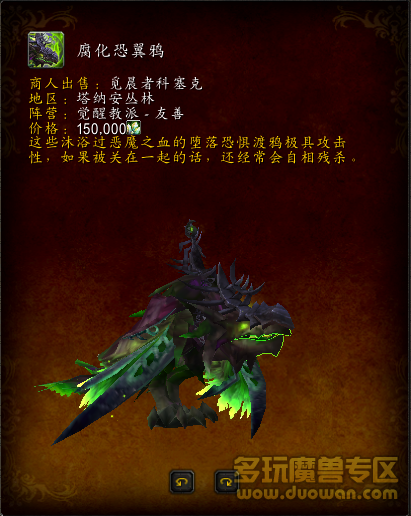 腐化恐翼鸦
商人出售：觅晨者科塞克
地区：塔纳安丛林
阵营：觉醒教派 - 友善
价格：150,000
这些沐浴过恶魔之血的堕落恐惧渡鸦极具攻击
性，如果被关在一起的话，还经常会自相残杀。
多玩魔兽专区
www.duowan.com